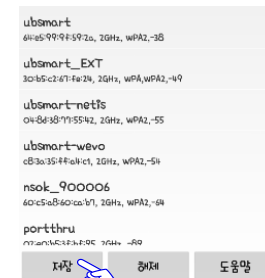 ubsmart
64:e5:99:9f:59:2a, 2GHz, wPA2,-38
ubsmart_EXT
30:b5:c2:67:fe:24, 2GHz, wPA,wPA2,-49
ubsmart-netis
04:8d:38:77:55:42, 2GHz, wPA2,-55
ubsmart-wevo
c8:3a:35:ff:a4:c1, 2GHz, wPA2,-54
nsok_900006
60:c5:a8:60:ca:b7, 2GHz, wPA2,-64
portthru
저장 해제 도움말